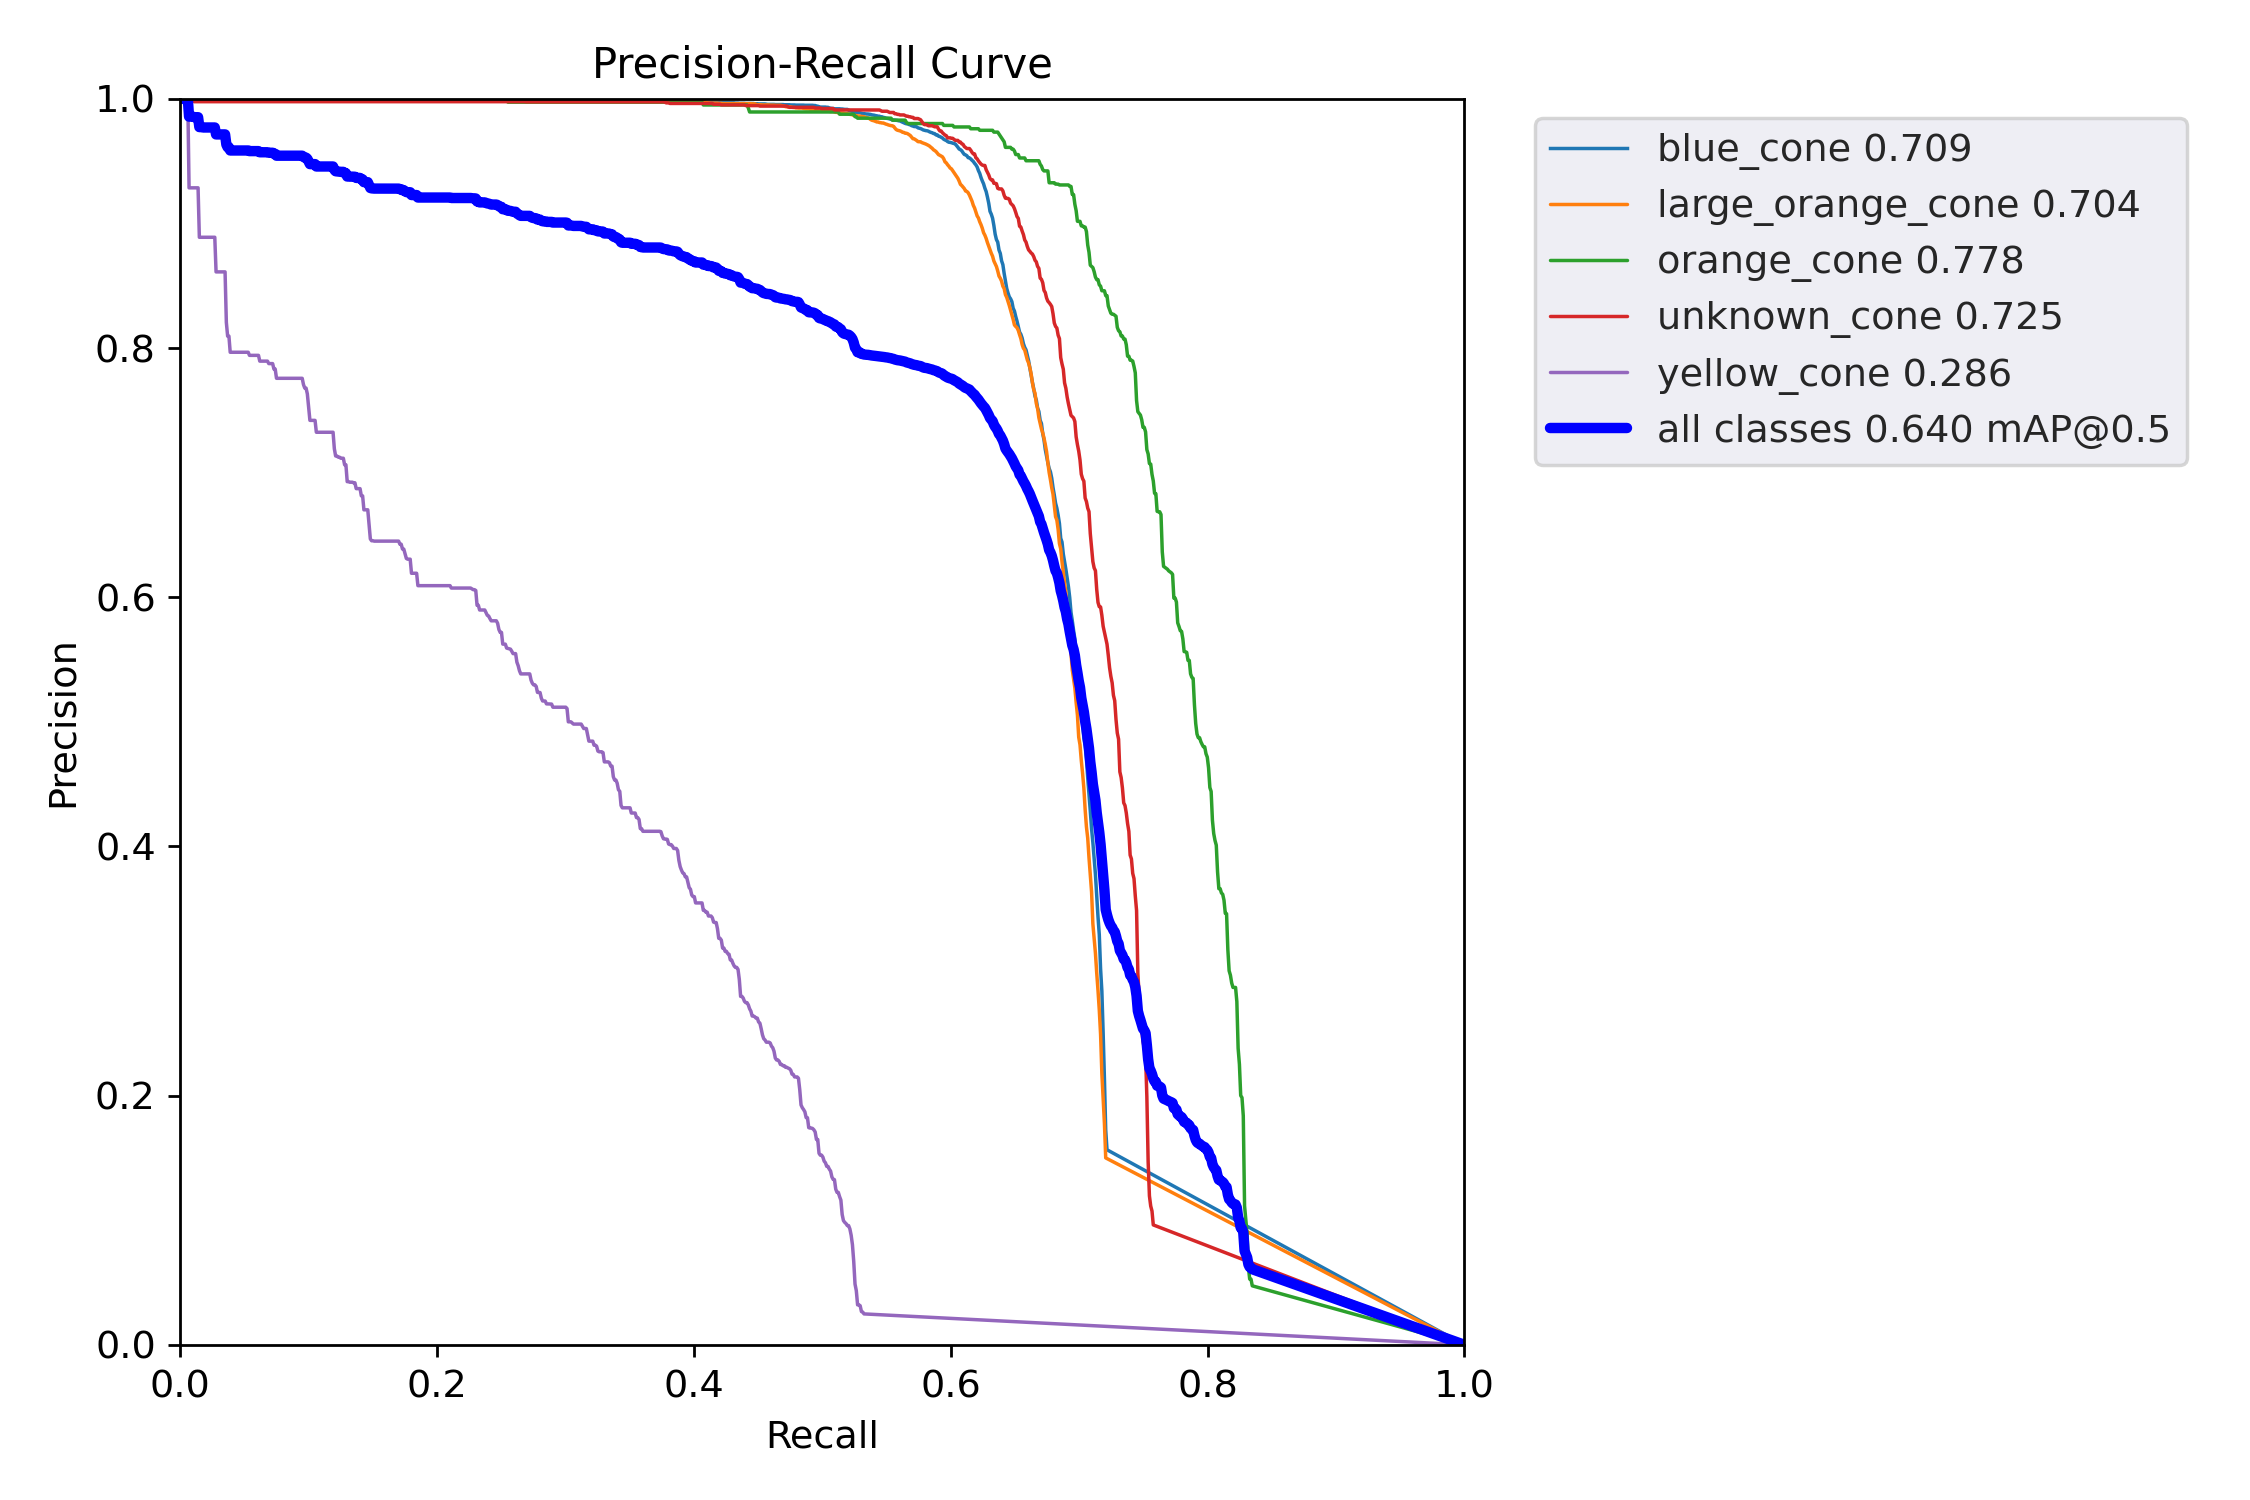 Precision-Recall Curve
1.0
0.8
0.6
0.4
0.2
0.0
Precision
0.0 0.2 0.4 0.6 0.8 1.0
Recall
blue_cone 0.709
large_orange_cone 0.704
orange_cone 0.778
unknown_cone 0.725
yellow_cone 0.286
all classes 0.640 mAP@0.5